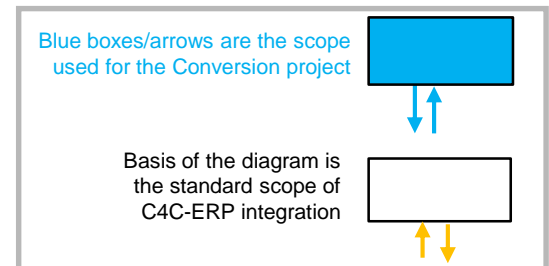 Blue boxes/arrows are the scope
used for the Conversion project
Basis of the diagram is
the standard scope of
C4C-ERP integration